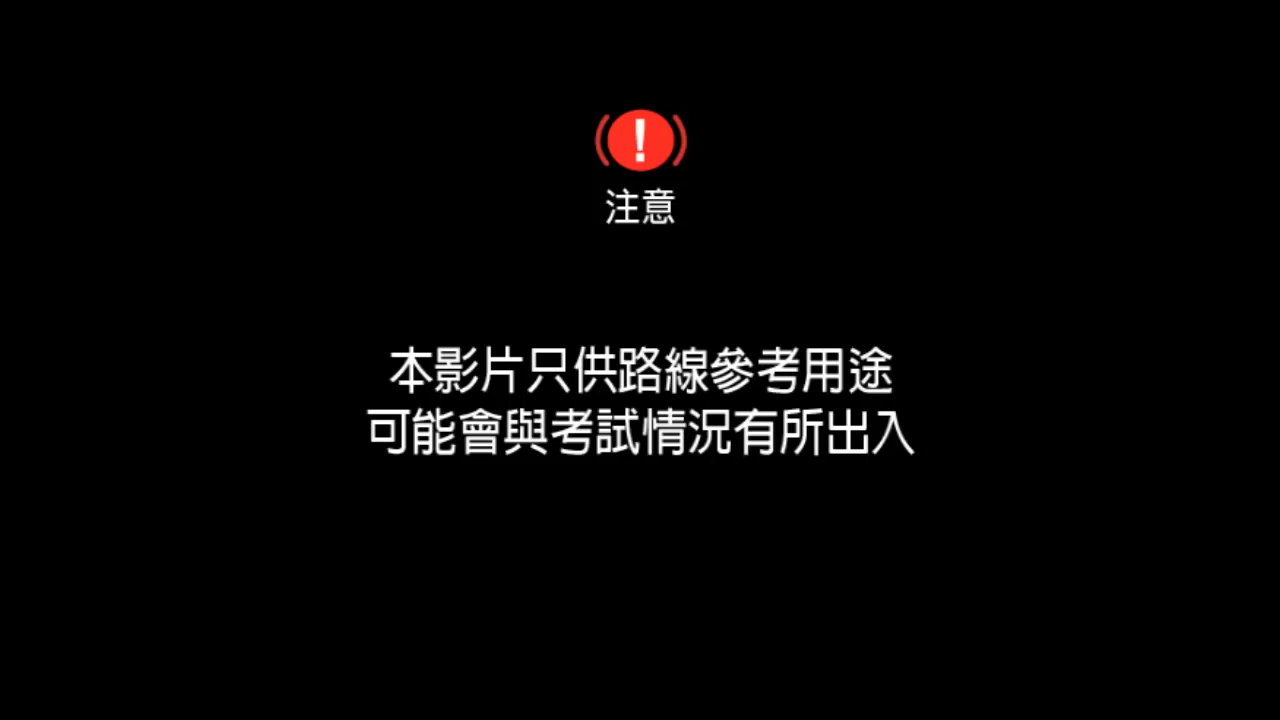 注意
本影片只供路線參考用途
可能會與考試情況有所出入